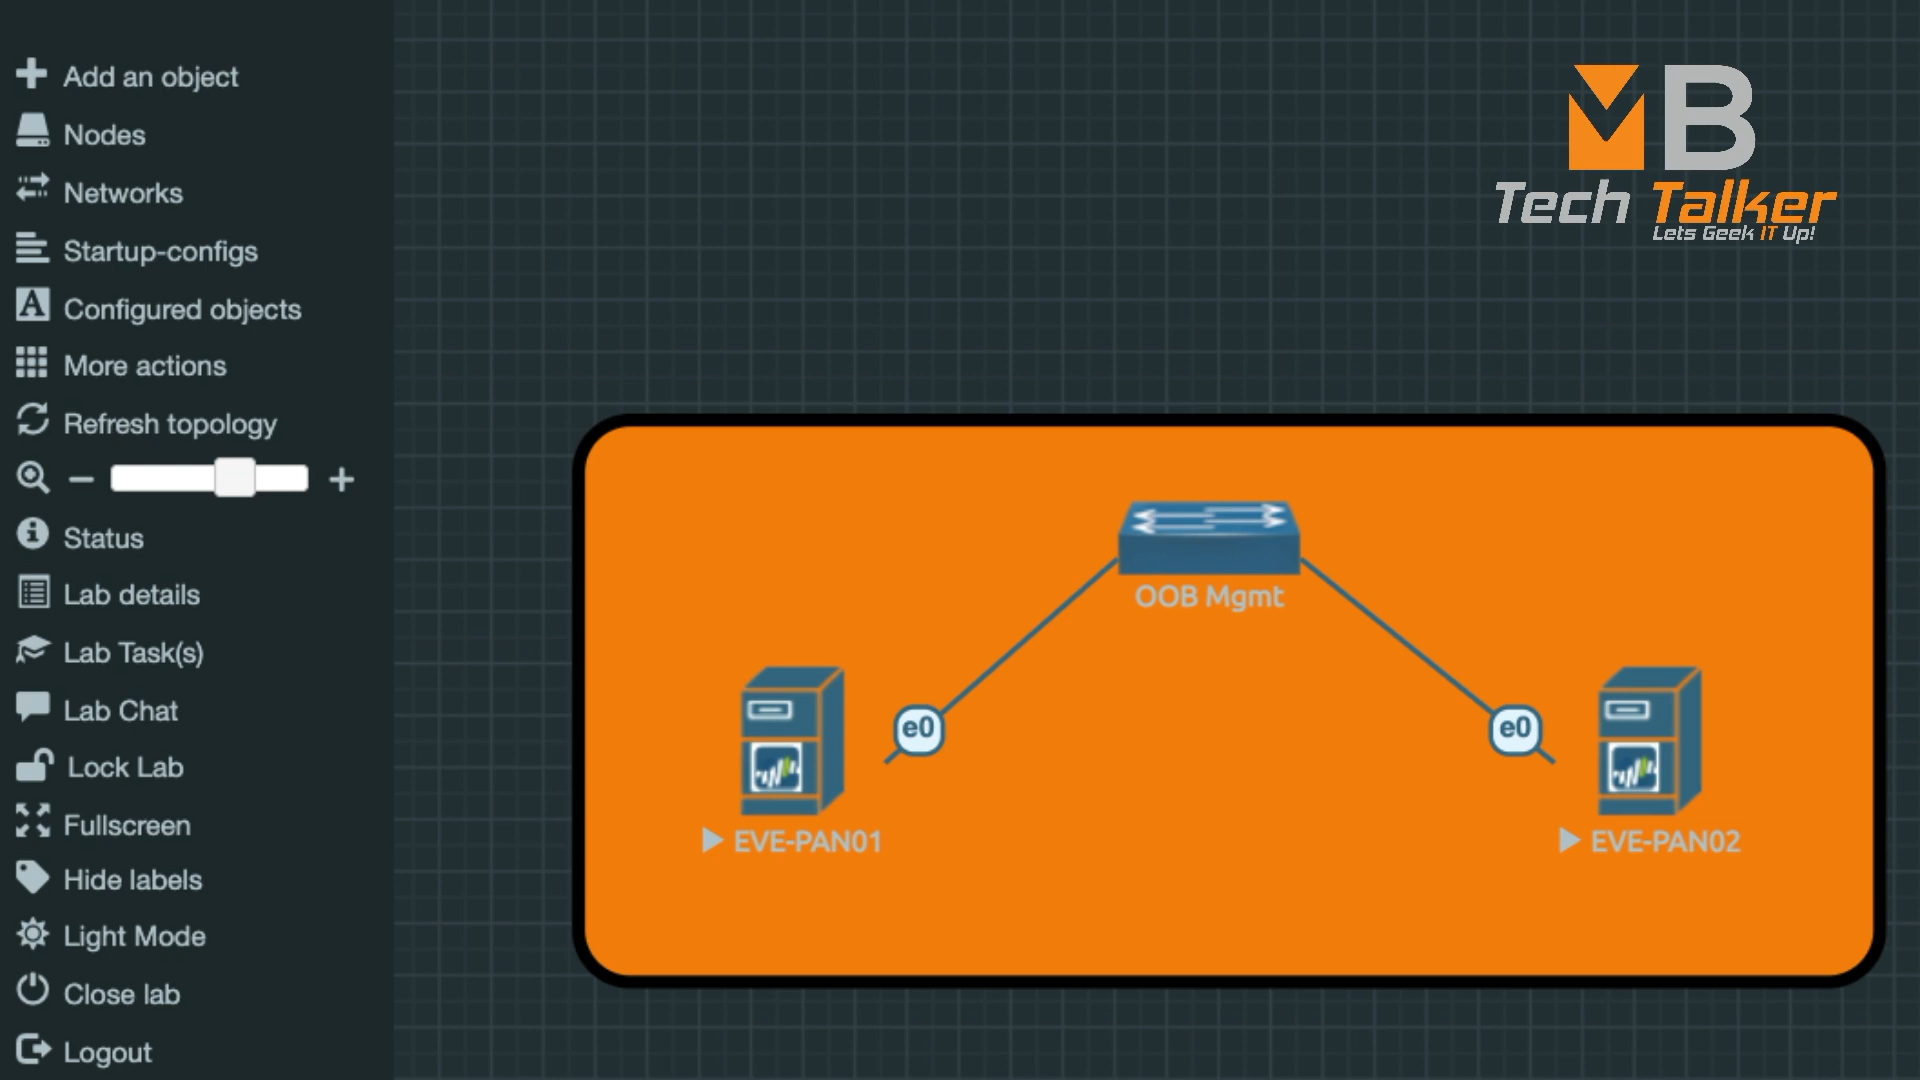 Add an object
Nodes
Networks
Startup-configs
Configured objects
More actions
Refresh topology
Status
Lab details
Lab Task(s)
Lab Chat
Lock Lab
Fullscreen
Hide labels
Light Mode
Close lab
Logout
MB
Tech Talker
Lets Geek IT Up!
OOB Mgmt
e0
e0
EVE-PAN01
EVE-PAN02